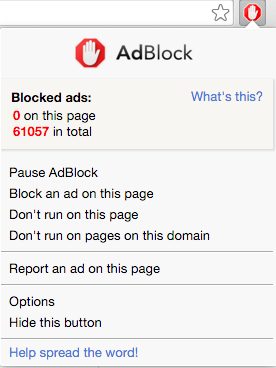 AdBlock
Blocked ads:
What's this?
0 on this page
61057 in total
Pause AdBlock
Block an ad on this page
Don't run on this page
Don't run on pages on this domain
Report an ad on this page
Options
Hide this button
Help spread the word!